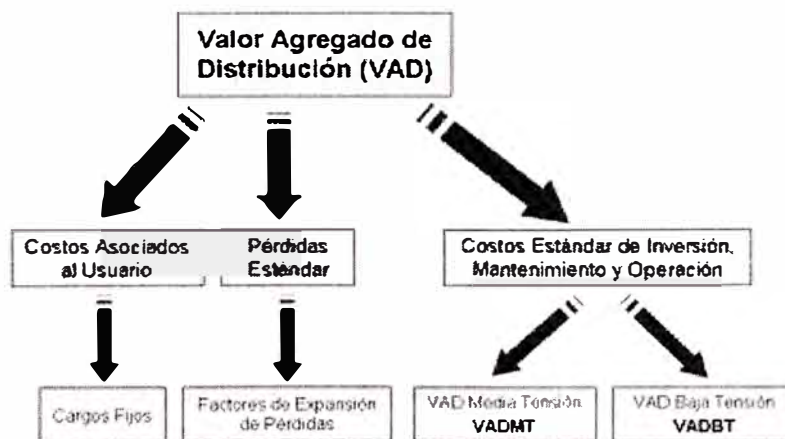 Valor Agregado de
Distribución (VAD)
Costos Asociados
al Usuario
Pérdidas
Estándar
Costos Estándar de Inversión,
Mantenimiento y Operación
Cargos Fijos
Factores de Expansión
de Pérdidas
VAD Media Tensión
VADMT
VAD Baja Tensión
VADBT